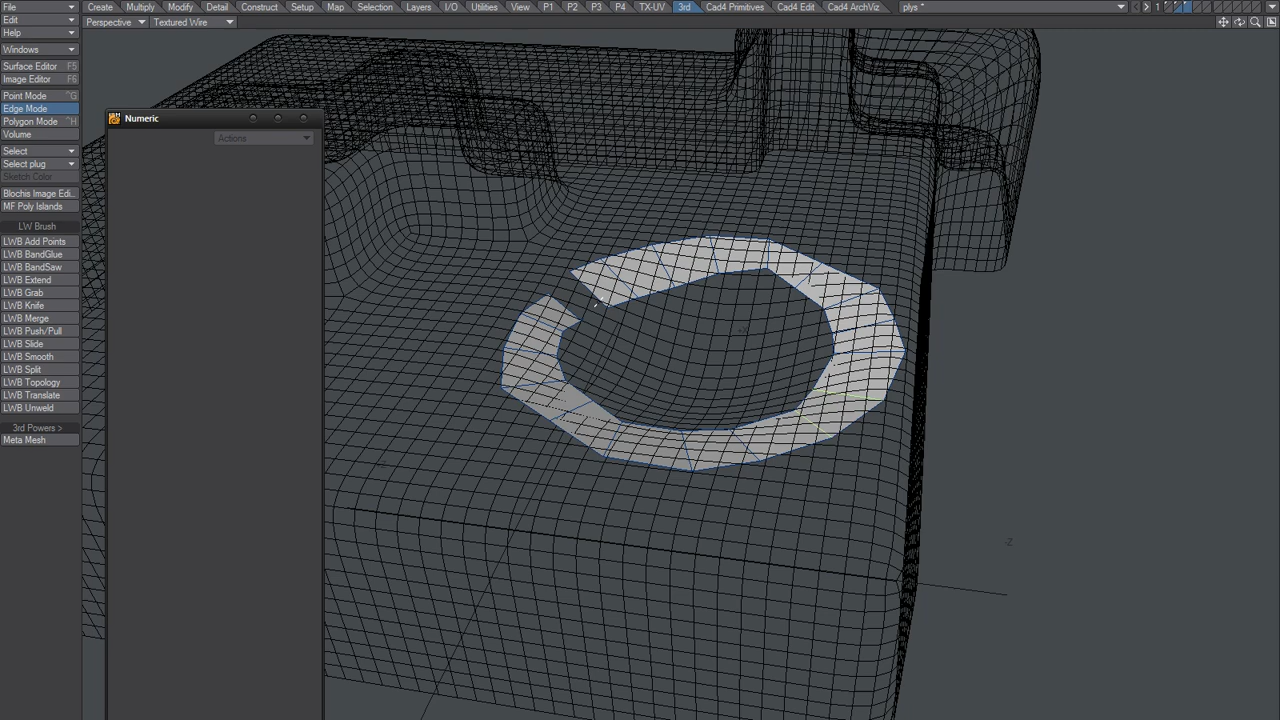 File Create Multiply Modify Detail Construct Setup Map Selection Layers I/O Utilities View P1 P2 P3 P4 TX-UV 3rd Cad4 Primitives Cad4 Edit Cad4 ArchViz plys * 1
Edit Perspective Textured Wire
Help
Windows
Surface Editor F5
Image Editor F6
Point Mode ^G
Edge Mode
Polygon Mode ^H
Volume
Select
Select plug
Sketch Color
Blochis Image Edi..
MF Poly Islands
LW Brush
LWB Add Points
LWB BandGlue
LWB BandSaw
LWB Extend
LWB Grab
LWB Knife
LWB Merge
LWB Push/Pull
LWB Slide
LWB Smooth
LWB Split
LWB Topology
LWB Translate
LWB Unweld
3rd Powers >
Meta Mesh
Numeric
Actions